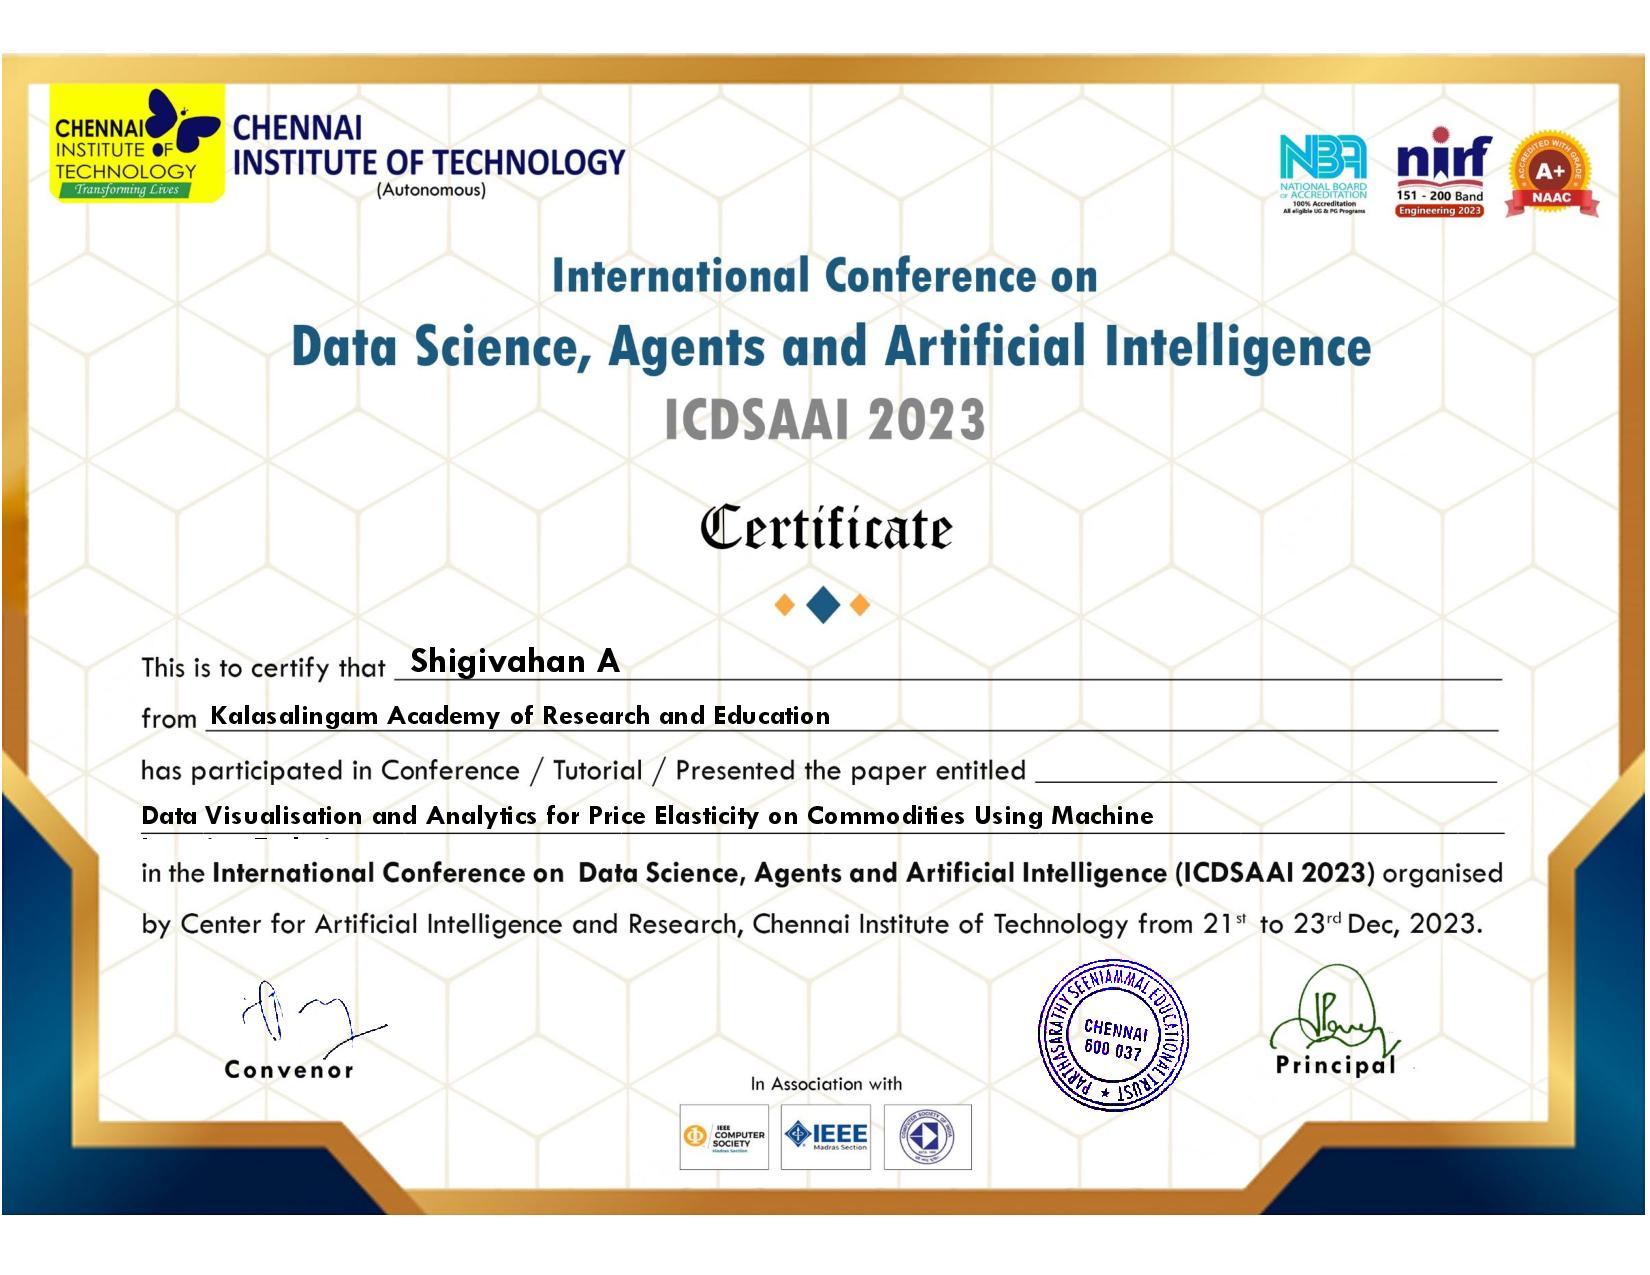 CHENNAI
INSTITUTE OF
TECHNOLOGY
Transforming Lives
CHENNAI
INSTITUTE OF TECHNOLOGY
(Autonomous)
NBA
NATIONAL BOARD
OF ACCREDITATION
100% Accreditation
All eligible UG & PG Programs
nirf
151 - 200 Band
Engineering 2023
ACCREDITED WITH GRADE
A+
NAAC
International Conference on
Data Science, Agents and Artificial Intelligence
ICDSAAI 2023
Certificate
This is to certify that Shigivahan A
from Kalasalingam Academy of Research and Education
has participated in Conference / Tutorial / Presented the paper entitled
Data Visualisation and Analytics for Price Elasticity on Commodities Using Machine
in the International Conference on Data Science, Agents and Artificial Intelligence (ICDSAAI 2023) organised
by Center for Artificial Intelligence and Research, Chennai Institute of Technology from 21st to 23rd Dec, 2023.
Convenor
PARTHASARATHY SEENIAMMAL EDUCATIONAL TRUST
CHENNAI
600 037
Principal
In Association with
IEEE
COMPUTER
SOCIETY
Madras Section
IEEE
Madras Section
COMPUTER SOCIETY OF INDIA